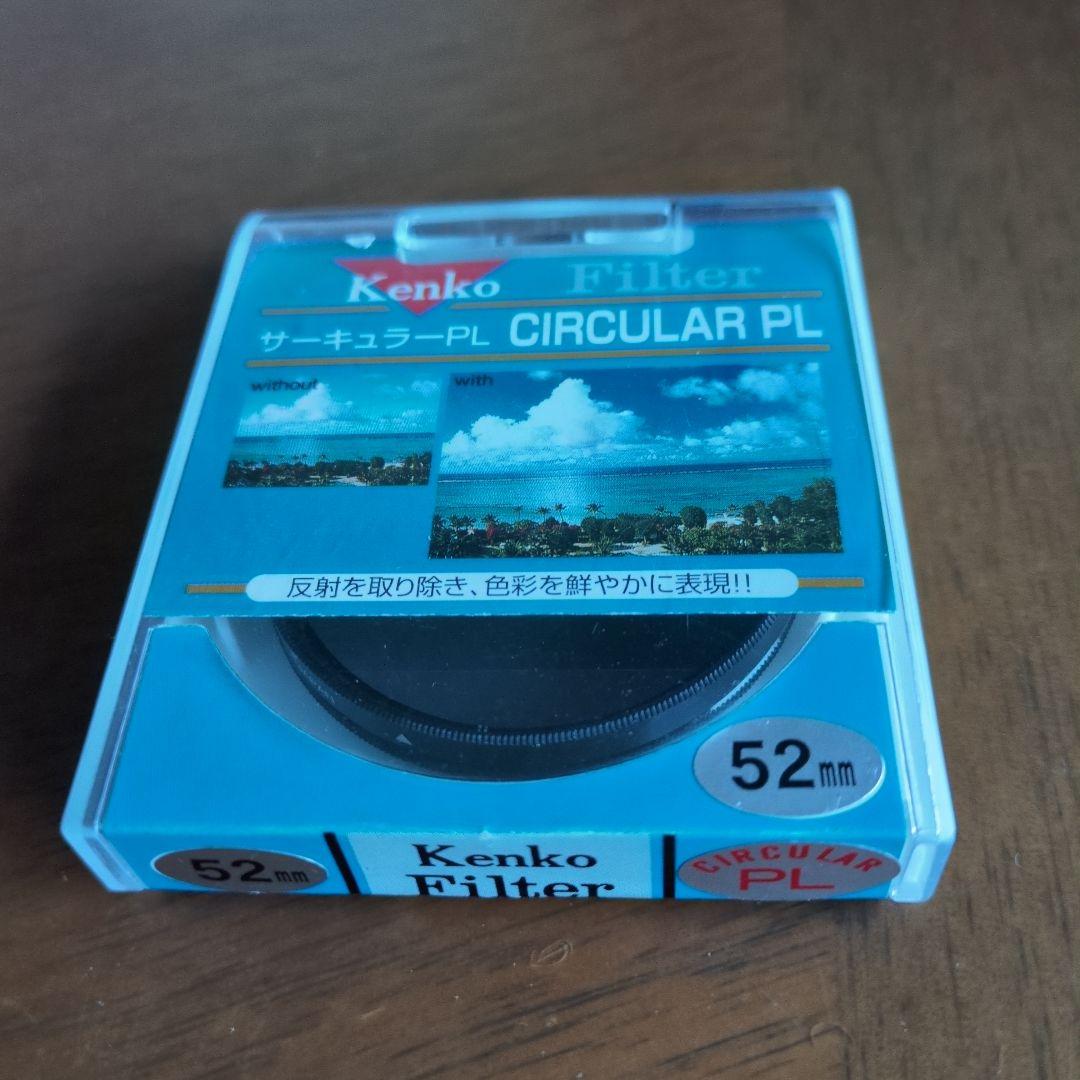 Kenko Filter
サーキュラーPL CIRCULAR PL
without
with
反射を取り除き、色彩を鮮やかに表現!!
52mm
52mm
Kenko
Filter
CIRCULAR
PL